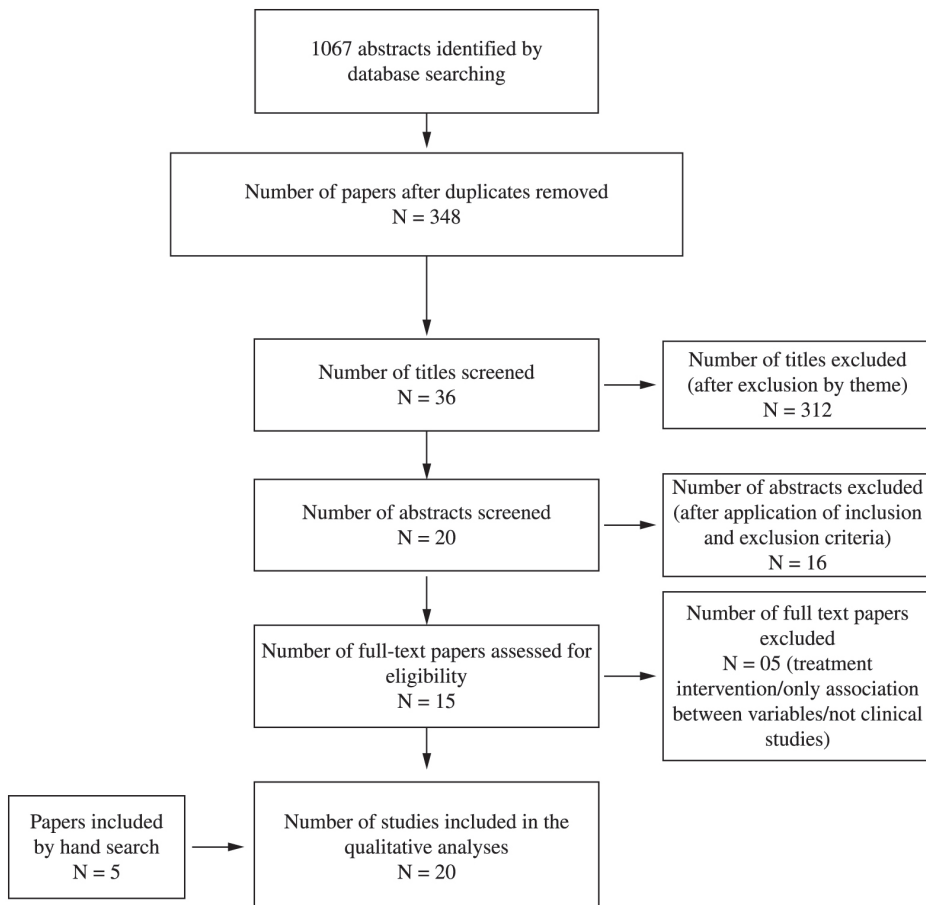 1067 abstracts identified by
database searching
Number of papers after duplicates removed
N = 348
Number of titles screened
N = 36
Number of titles excluded
(after exclusion by theme)
N = 312
Number of abstracts screened
N = 20
Number of abstracts excluded
(after application of inclusion
and exclusion criteria)
N = 16
Number of full-text papers assessed for
eligibility
N = 15
Number of full text papers
excluded
N = 05 (treatment
intervention/only association
between variables/not clinical
studies)
Papers included
by hand search
N = 5
Number of studies included in the
qualitative analyses
N = 20